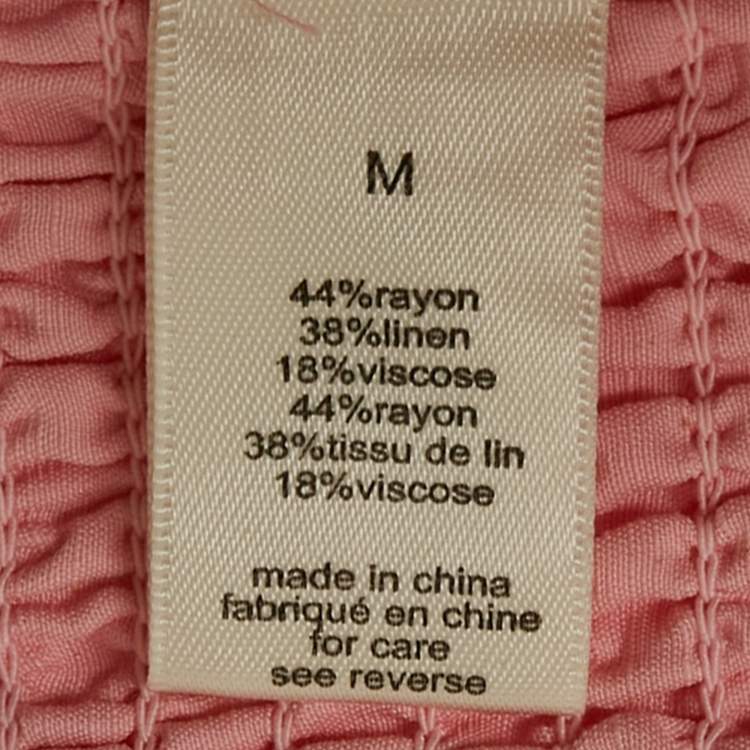 M
44%rayon
38%linen
18%viscose
44%rayon
38%tissu de lin
18%viscose
made in china
fabriqué en chine
for care
see reverse